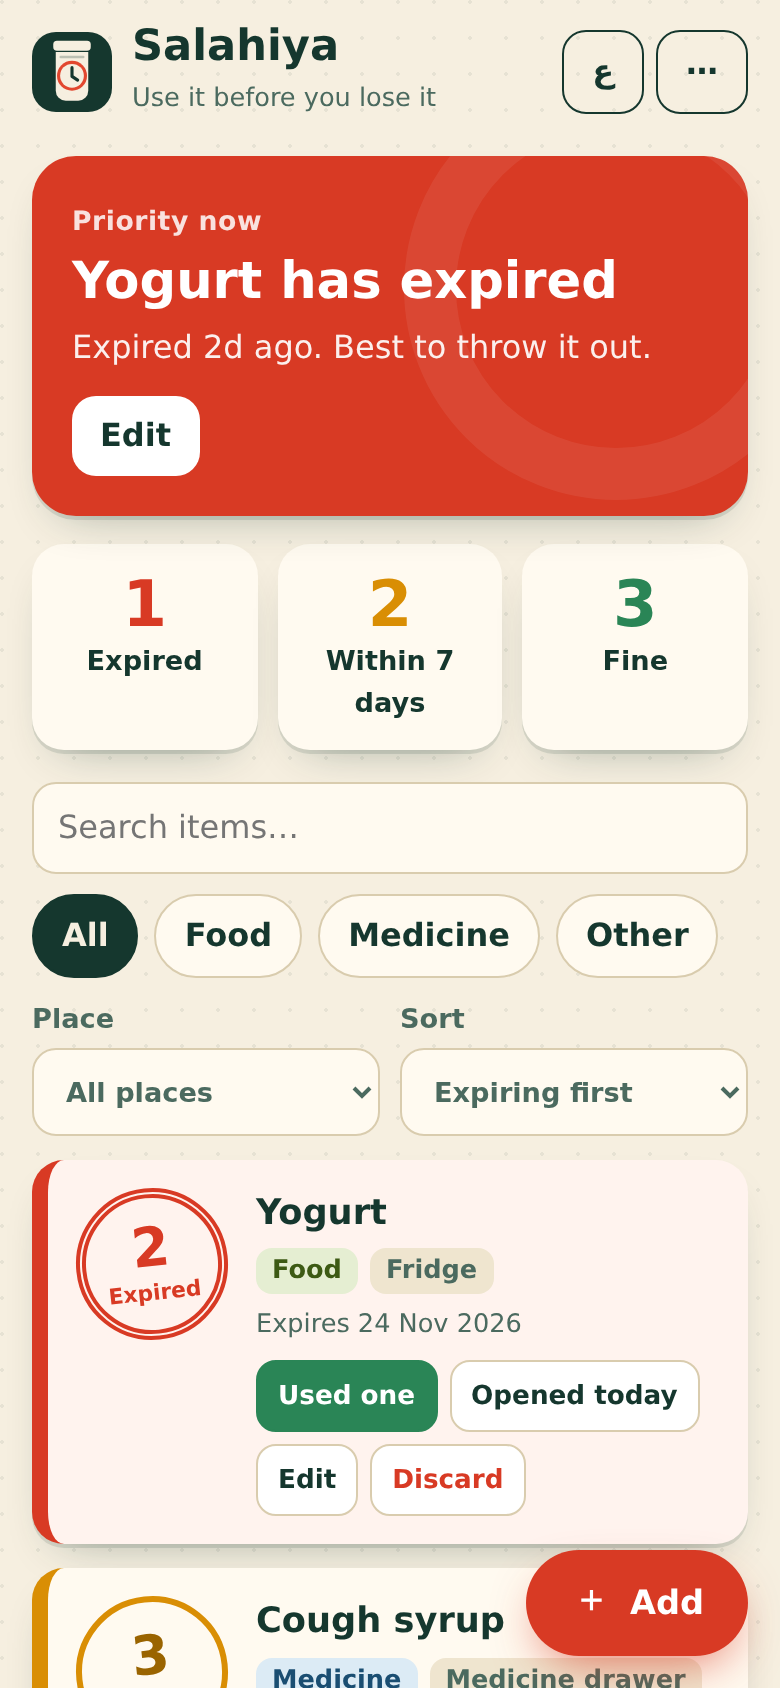 Salahiya
Use it before you lose it
ع
...
Priority now
Yogurt has expired
Expired 2d ago. Best to throw it out.
Edit
1
Expired
2
Within 7
days
3
Fine
Search items...
All
Food
Medicine
Other
Place
Sort
All places
Expiring first
2
Expired
Yogurt
Food
Fridge
Expires 24 Nov 2026
Used one
Opened today
Edit
Discard
3
Cough syrup
Medicine
Medicine drawer
+ Add